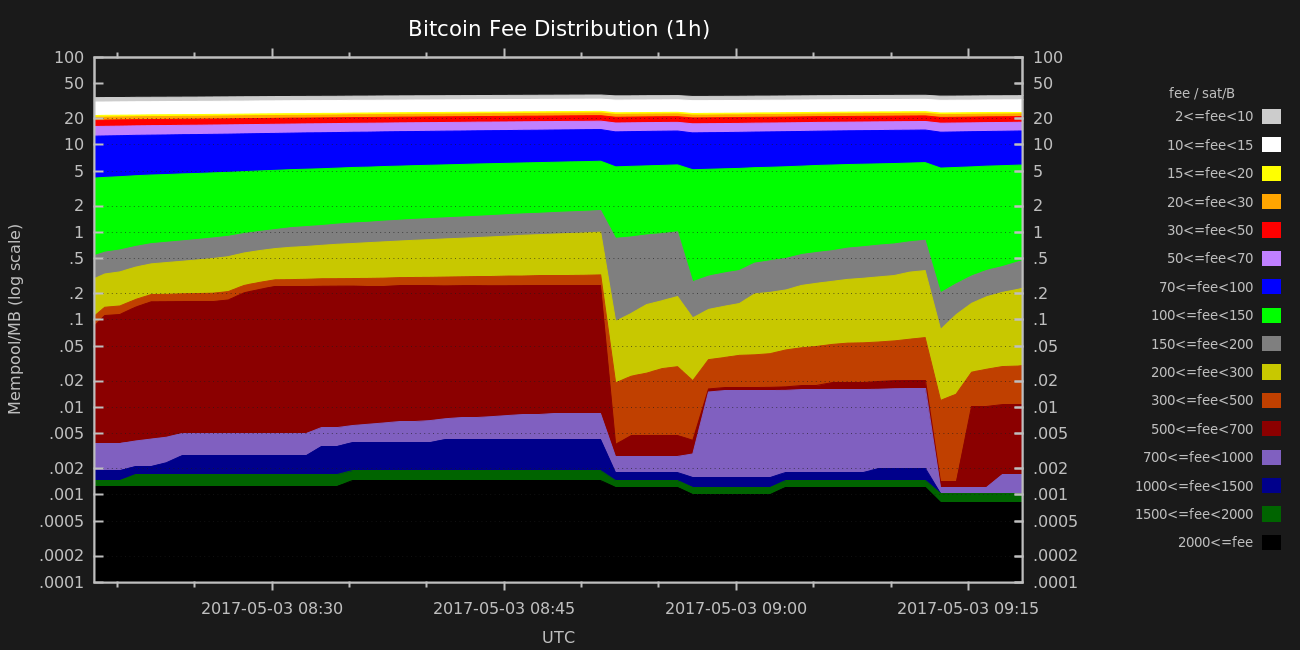 Bitcoin Fee Distribution (1h)
Mempool/MB (log scale)
100
50
20
10
5
2
1
.5
.2
.1
.05
.02
.01
.005
.002
.001
.0005
.0002
.0001
100
50
20
10
5
2
1
.5
.2
.1
.05
.02
.01
.005
.002
.001
.0005
.0002
.0001
2017-05-03 08:30
2017-05-03 08:45
2017-05-03 09:00
2017-05-03 09:15
UTC
fee / sat/B
2<=fee<10
10<=fee<15
15<=fee<20
20<=fee<30
30<=fee<50
50<=fee<70
70<=fee<100
100<=fee<150
150<=fee<200
200<=fee<300
300<=fee<500
500<=fee<700
700<=fee<1000
1000<=fee<1500
1500<=fee<2000
2000<=fee